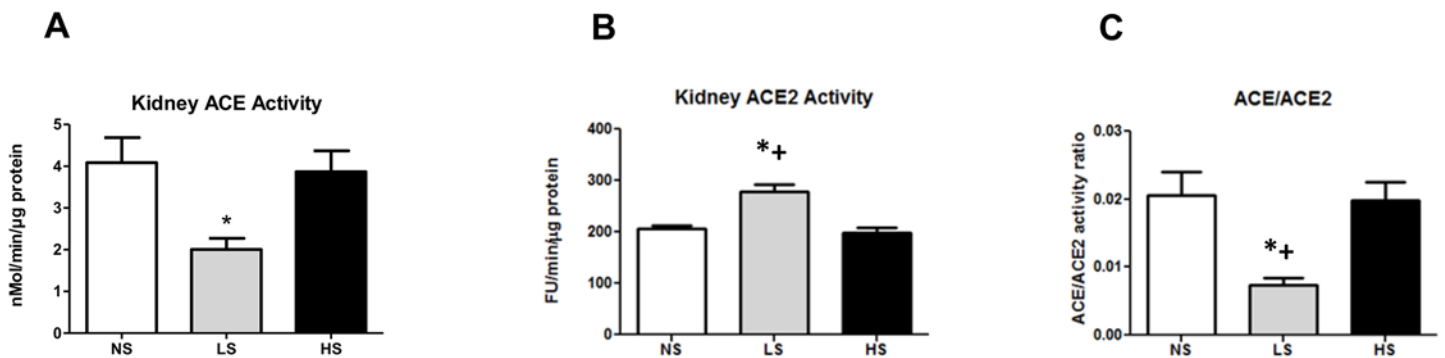 A
Kidney ACE Activity
nMol/min/µg protein
5
4
3
2
1
0
*
NS LS HS
B
Kidney ACE2 Activity
FU/min/µg protein
400
300
200
100
0
*+
NS LS HS
C
ACE/ACE2
ACE/ACE2 activity ratio
0.03
0.02
0.01
0.00
*+
NS LS HS